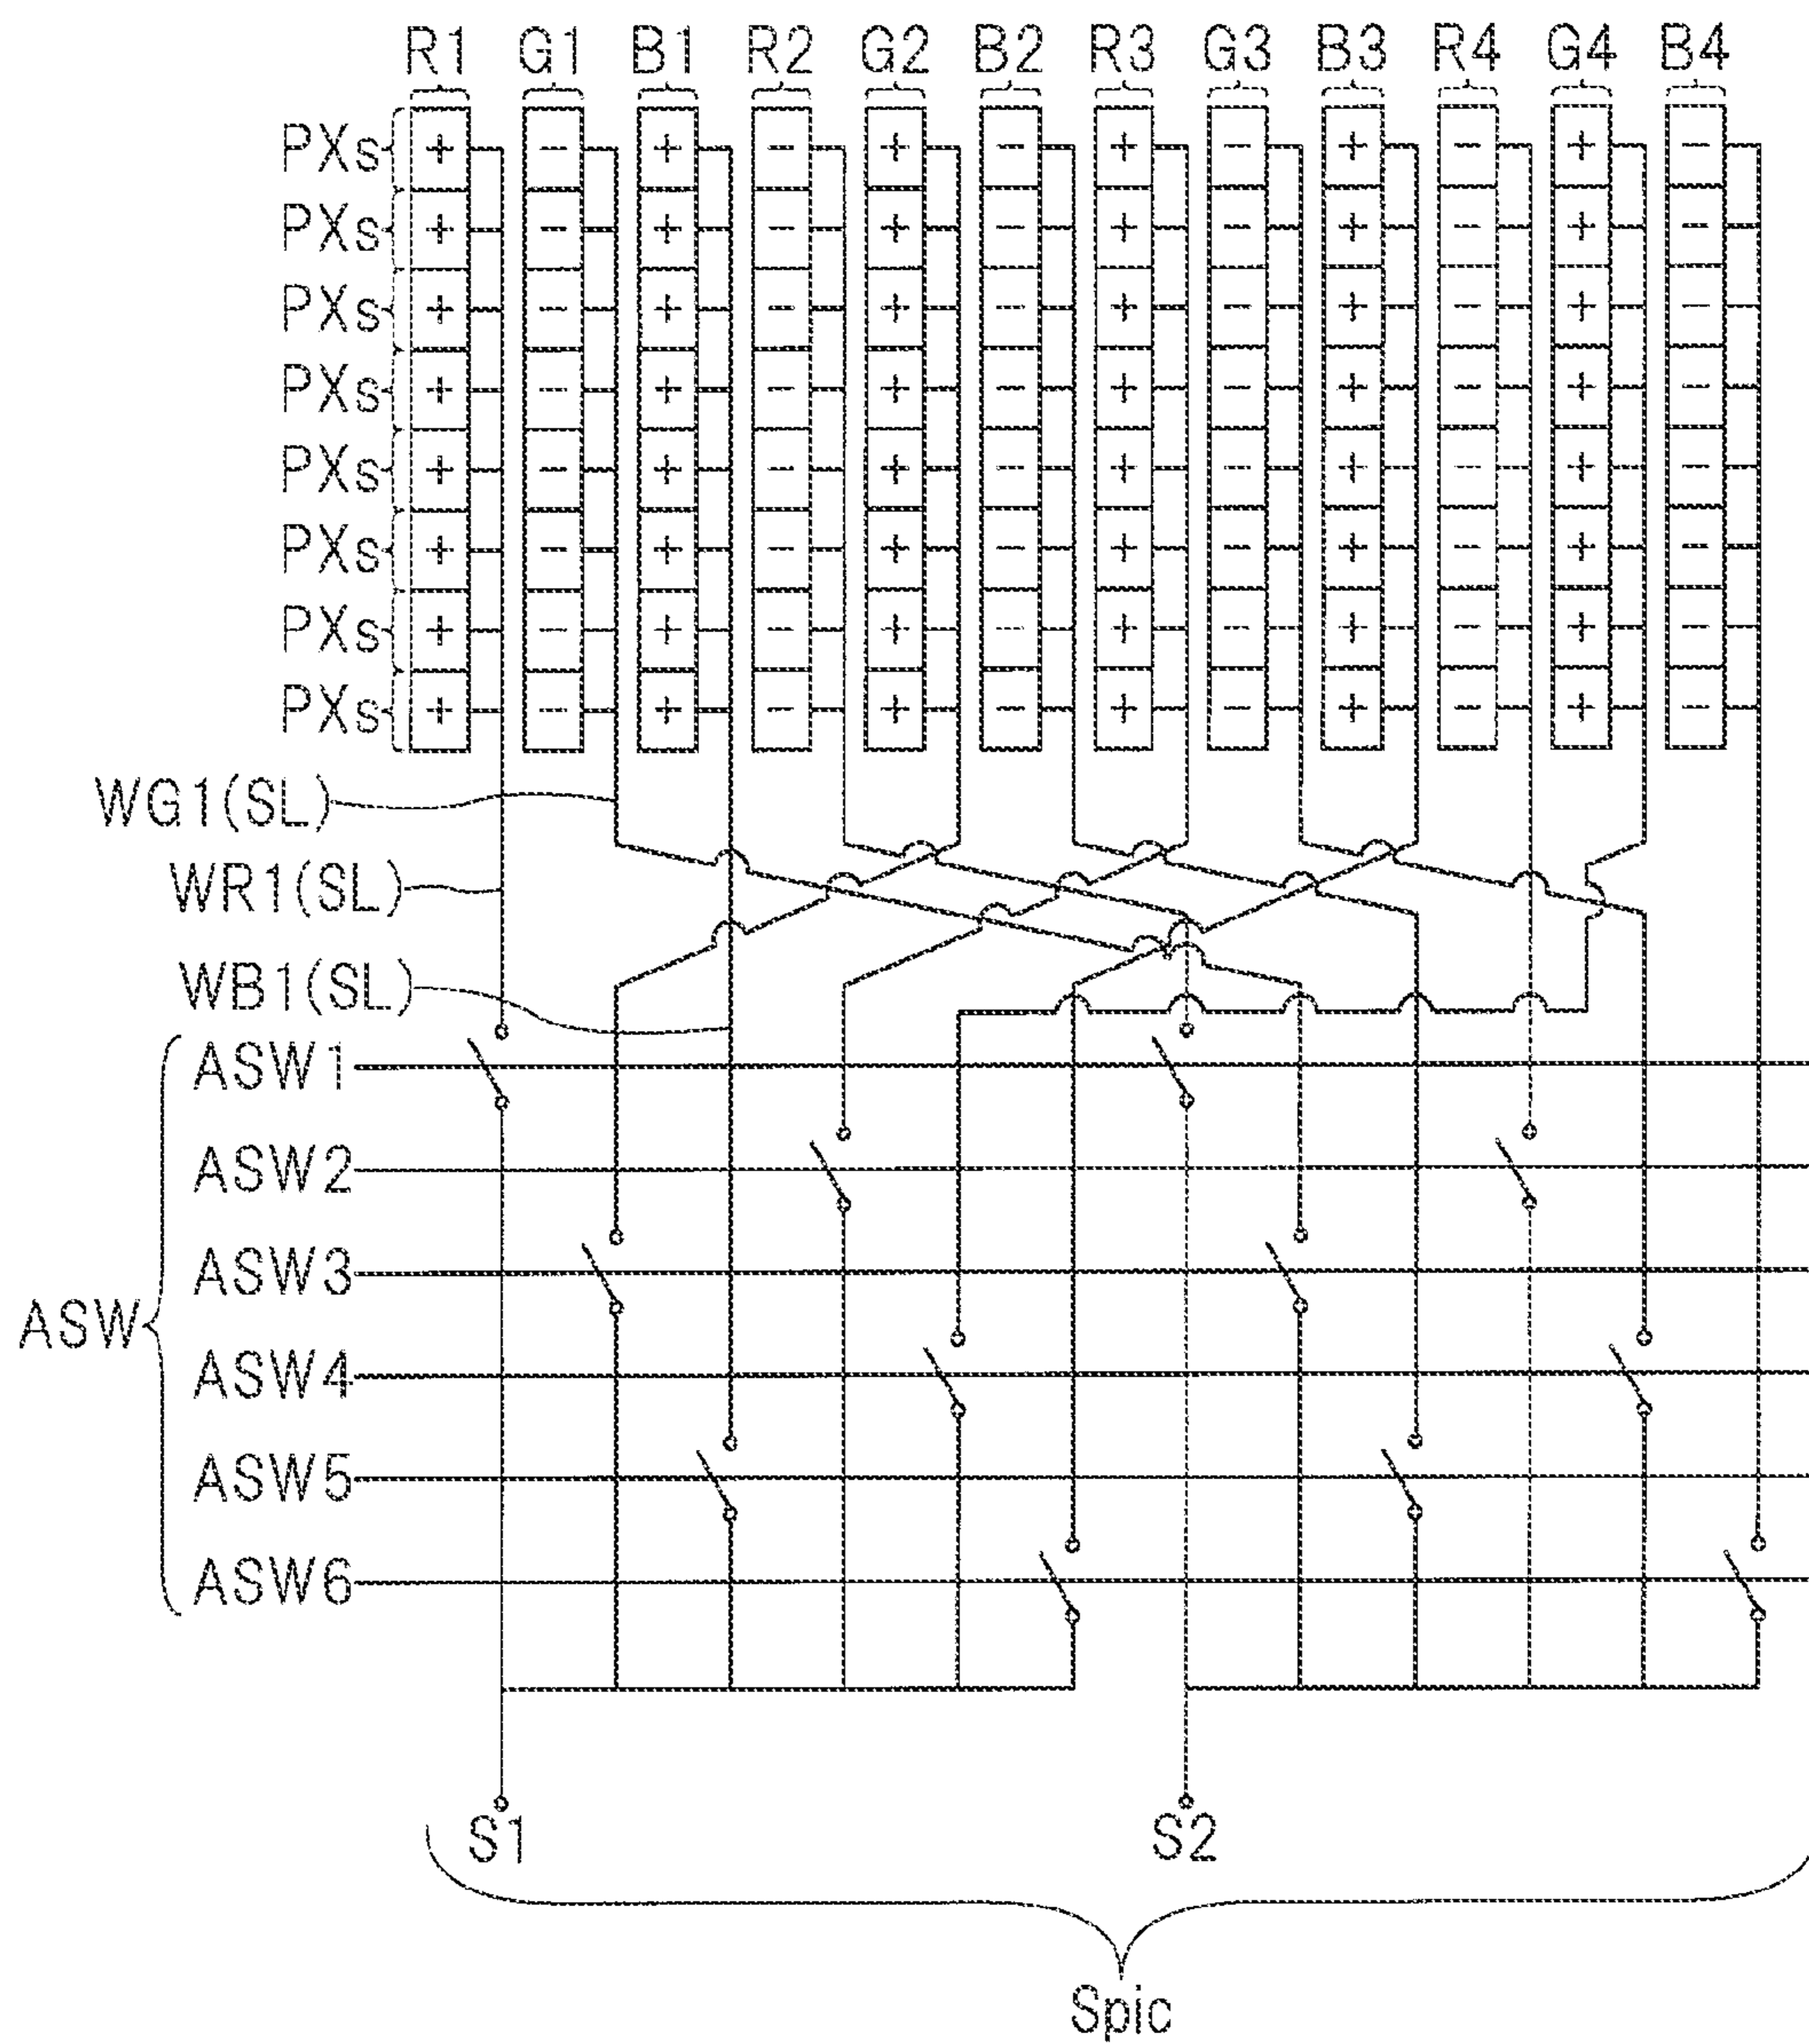 R1 G1 B1 R2 G2 B2 R3 G3 B3 R4 G4 B4
PXs + - + - + - + - + - + -
PXs + - + - + - + - + - + -
PXs + - + - + - + - + - + -
PXs + - + - + - + - + - + -
PXs + - + - + - + - + - + -
PXs + - + - + - + - + - + -
PXs + - + - + - + - + - + -
PXs + - + - + - + - + - + -
WG1(SL)
WR1(SL)
WB1(SL)
ASW1
ASW2
ASW3
ASW
ASW4
ASW5
ASW6
S1 S2
Spic